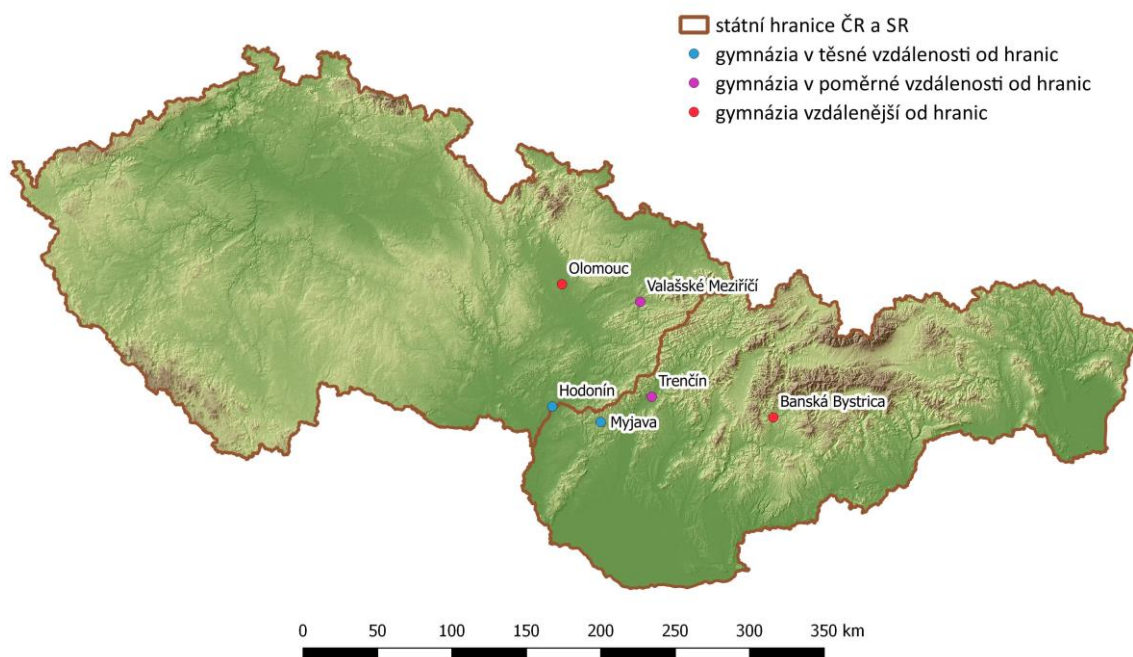 státní hranice ČR a SR
gymnázia v těsné vzdálenosti od hranic
gymnázia v poměrné vzdálenosti od hranic
gymnázia vzdálenější od hranic
Olomouc
Valašské Meziříčí
Hodonín
Trenčín
Banská Bystrica
Myjava
0 50 100 150 200 250 300 350 km